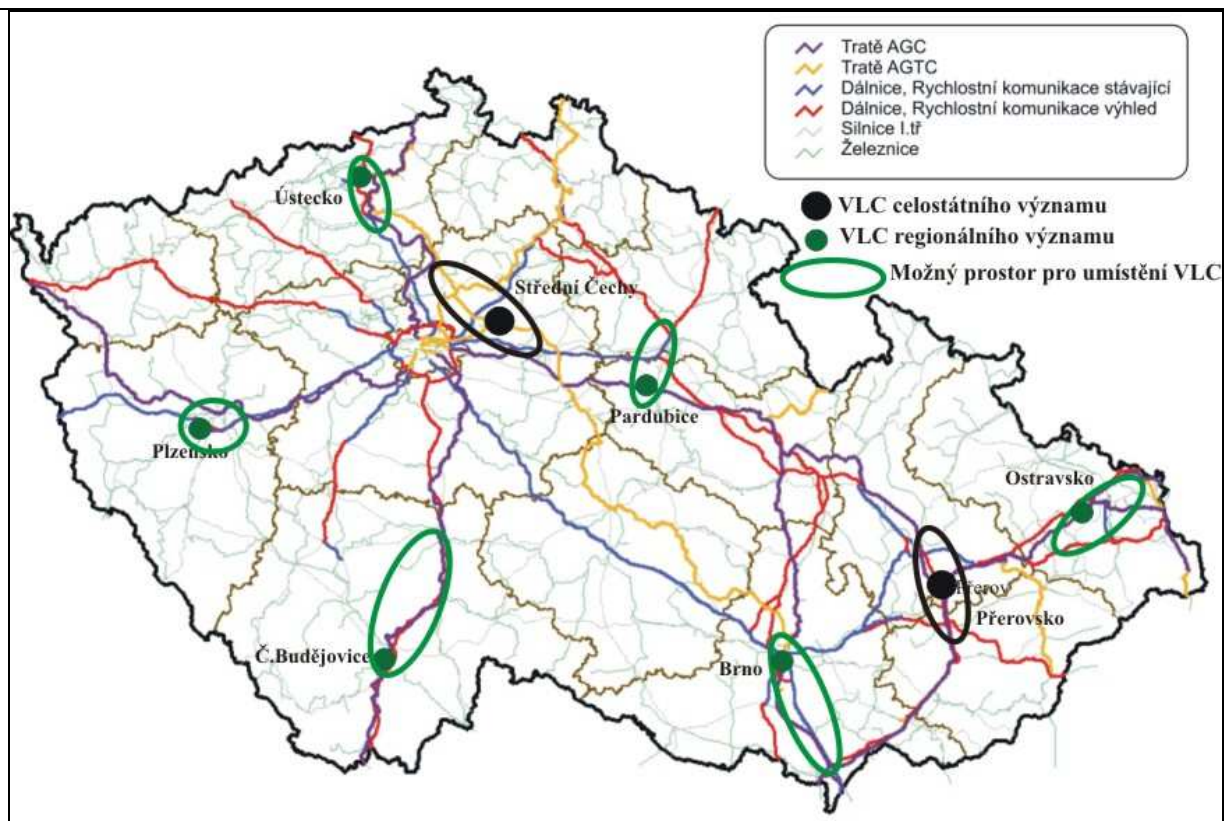 Tratě AGC
Tratě AGTC
Dálnice, Rychlostní komunikace stávající
Dálnice, Rychlostní komunikace výhled
Silnice I.tř
Železnice
VLC celostátního významu
VLC regionálního významu
Možný prostor pro umístění VLC
Ústecko
Střední Čechy
Pardubice
Plzeňsko
Ostravsko
Přerov
Přerovsko
Č.Budějovice
Brno